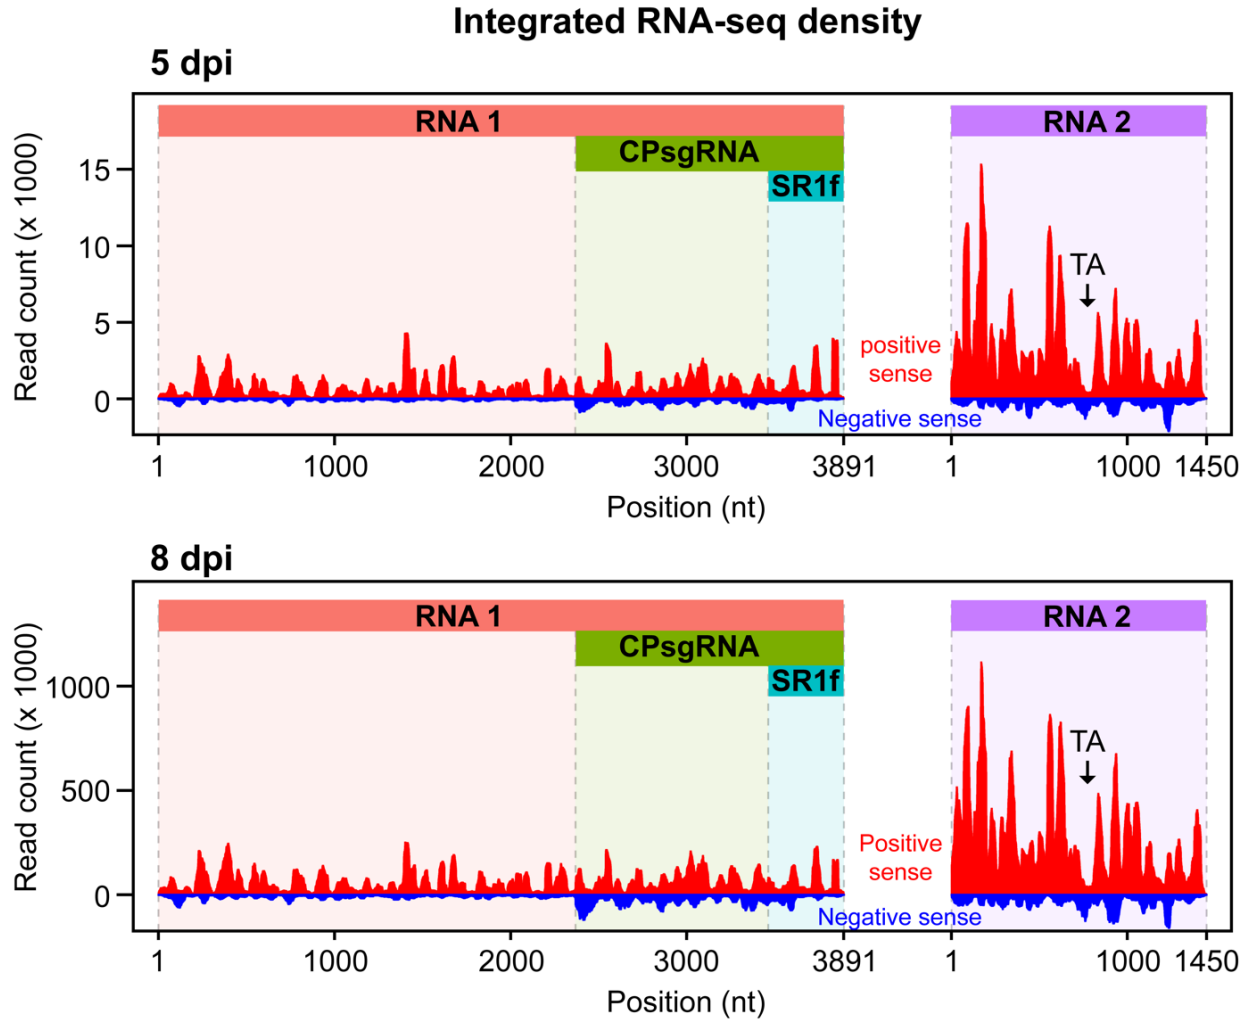 Integrated RNA-seq density
5 dpi
Read count (x 1000)
RNA 1
RNA 2
CPsgRNA
SR1f
15
10
5
0
TA
positive
sense
Negative sense
1 1000 2000 3000 3891 1 1000 1450
Position (nt)
8 dpi
Read count (x 1000)
RNA 1
RNA 2
CPsgRNA
SR1f
1000
500
0
TA
Positive
sense
Negative sense
1 1000 2000 3000 3891 1 1000 1450
Position (nt)